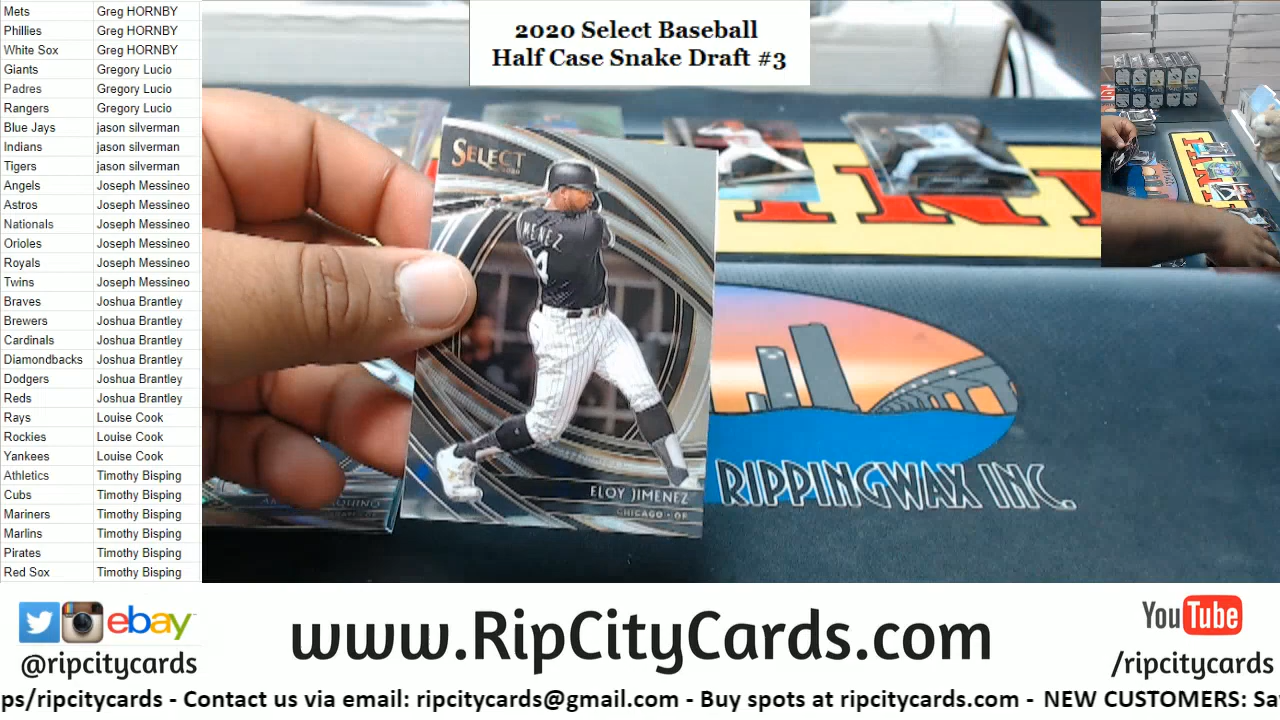 Mets Greg HORNBY
Phillies Greg HORNBY
White Sox Greg HORNBY
Giants Gregory Lucio
Padres Gregory Lucio
Rangers Gregory Lucio
Blue Jays jason silverman
Indians jason silverman
Tigers jason silverman
Angels Joseph Messineo
Astros Joseph Messineo
Nationals Joseph Messineo
Orioles Joseph Messineo
Royals Joseph Messineo
Twins Joseph Messineo
Braves Joshua Brantley
Brewers Joshua Brantley
Cardinals Joshua Brantley
Diamondbacks Joshua Brantley
Dodgers Joshua Brantley
Reds Joshua Brantley
Rays Louise Cook
Rockies Louise Cook
Yankees Louise Cook
Athletics Timothy Bisping
Cubs Timothy Bisping
Mariners Timothy Bisping
Marlins Timothy Bisping
Pirates Timothy Bisping
Red Sox Timothy Bisping
2020 Select Baseball
Half Case Snake Draft #3
SELECT
ELOY JIMENEZ
CHICAGO - OF
RIPPINGWAX INC.
ebay
@ripcitycards
www.RipCityCards.com
YouTube
/ripcitycards
ps/ripcitycards - Contact us via email: ripcitycards@gmail.com - Buy spots at ripcitycards.com - NEW CUSTOMERS: Sa